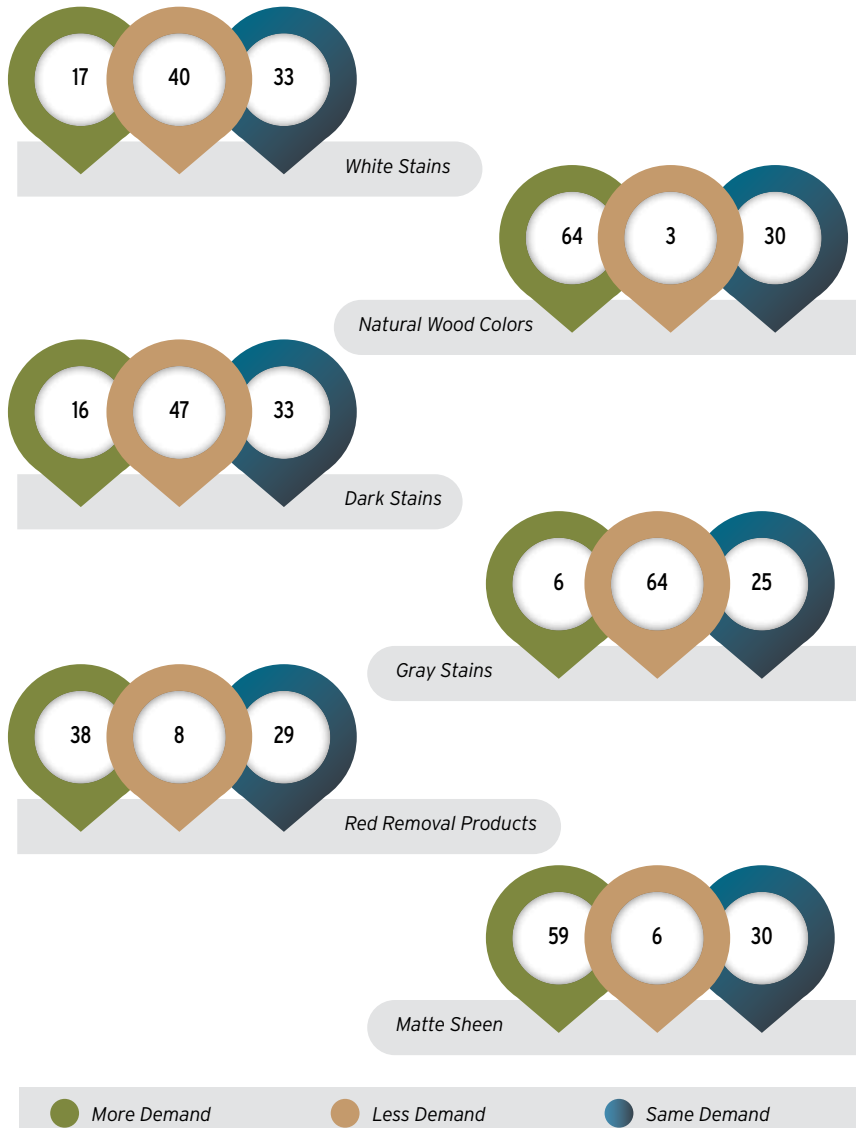 17 40 33
White Stains
64 3 30
Natural Wood Colors
16 47 33
Dark Stains
6 64 25
Gray Stains
38 8 29
Red Removal Products
59 6 30
Matte Sheen
More Demand Less Demand Same Demand